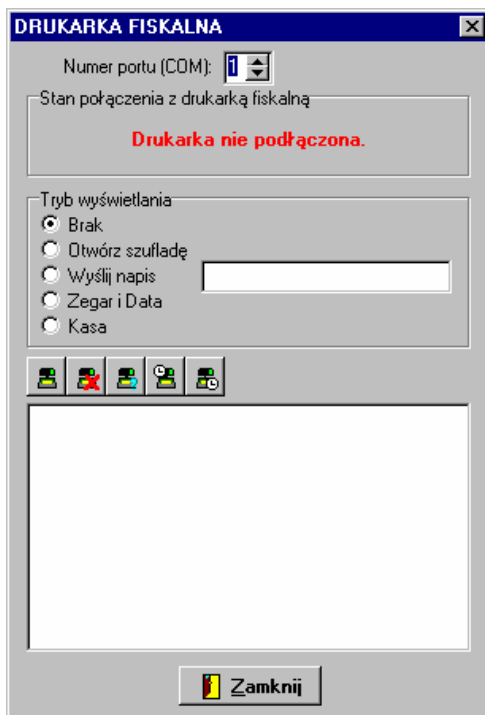 DRUKARKA FISKALNA
Numer portu (COM): 1
Stan połączenia z drukarką fiskalną
Drukarka nie podłączona.
Tryb wyświetlania
Brak
Otwórz szufladę
Wyślij napis
Zegar i Data
Kasa
Zamknij